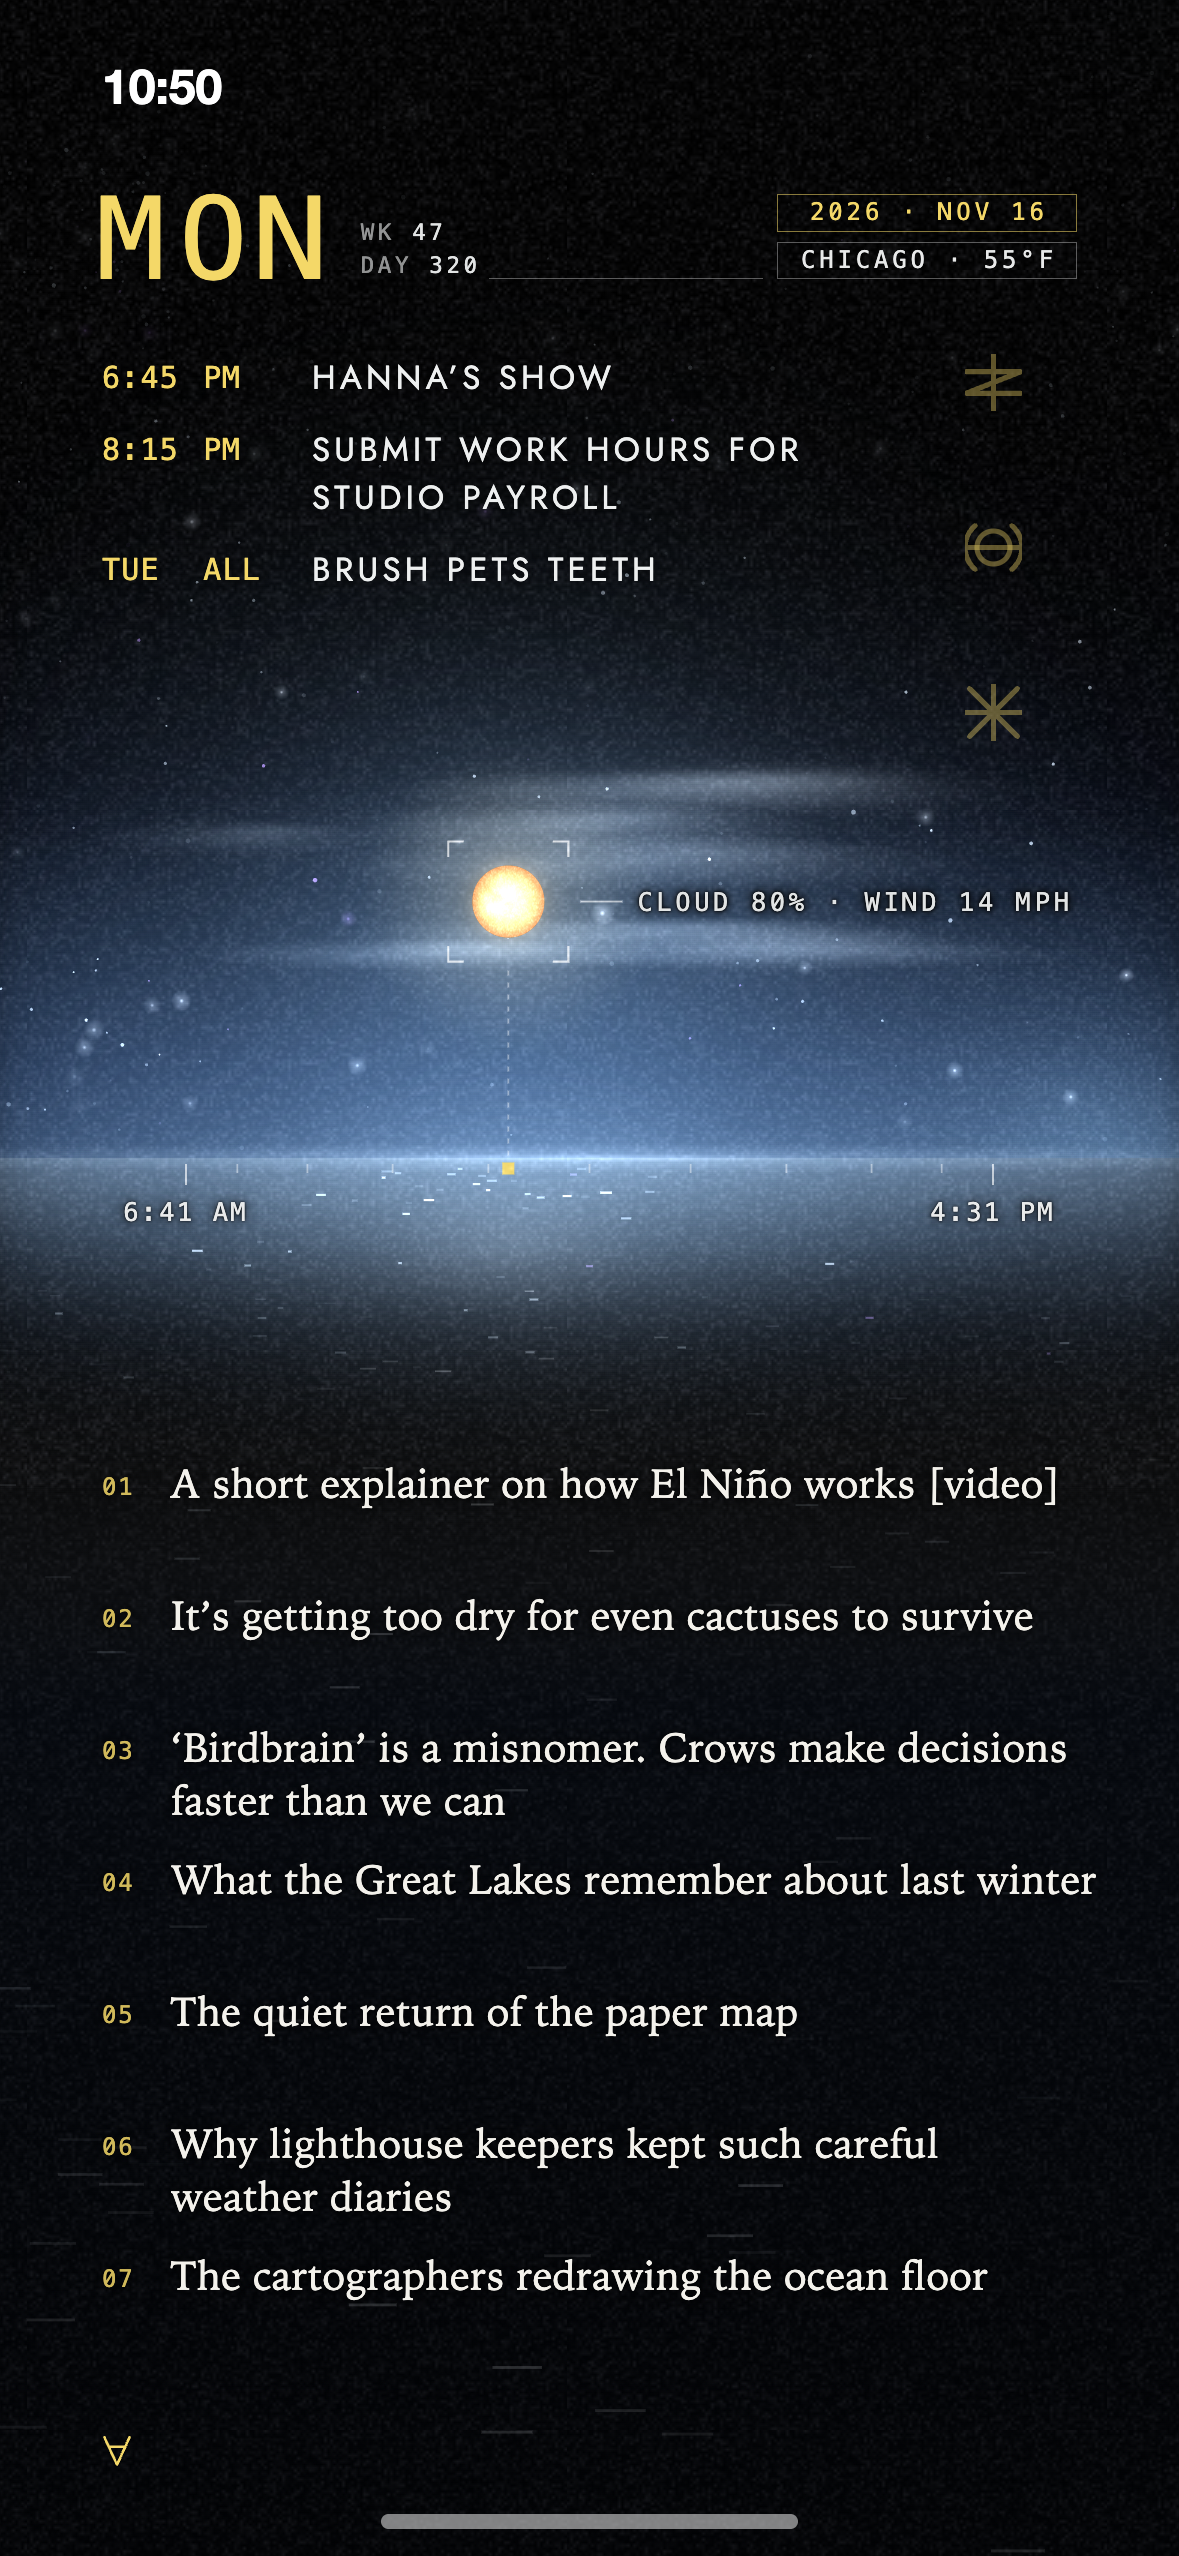 10:50
MON
WK 47
DAY 320
2026 · NOV 16
CHICAGO · 55°F
6:45 PM HANNA’S SHOW
8:15 PM SUBMIT WORK HOURS FOR
STUDIO PAYROLL
TUE ALL BRUSH PETS TEETH
CLOUD 80% · WIND 14 MPH
6:41 AM
4:31 PM
01 A short explainer on how El Niño works [video]
02 It’s getting too dry for even cactuses to survive
03 ‘Birdbrain’ is a misnomer. Crows make decisions
faster than we can
04 What the Great Lakes remember about last winter
05 The quiet return of the paper map
06 Why lighthouse keepers kept such careful
weather diaries
07 The cartographers redrawing the ocean floor